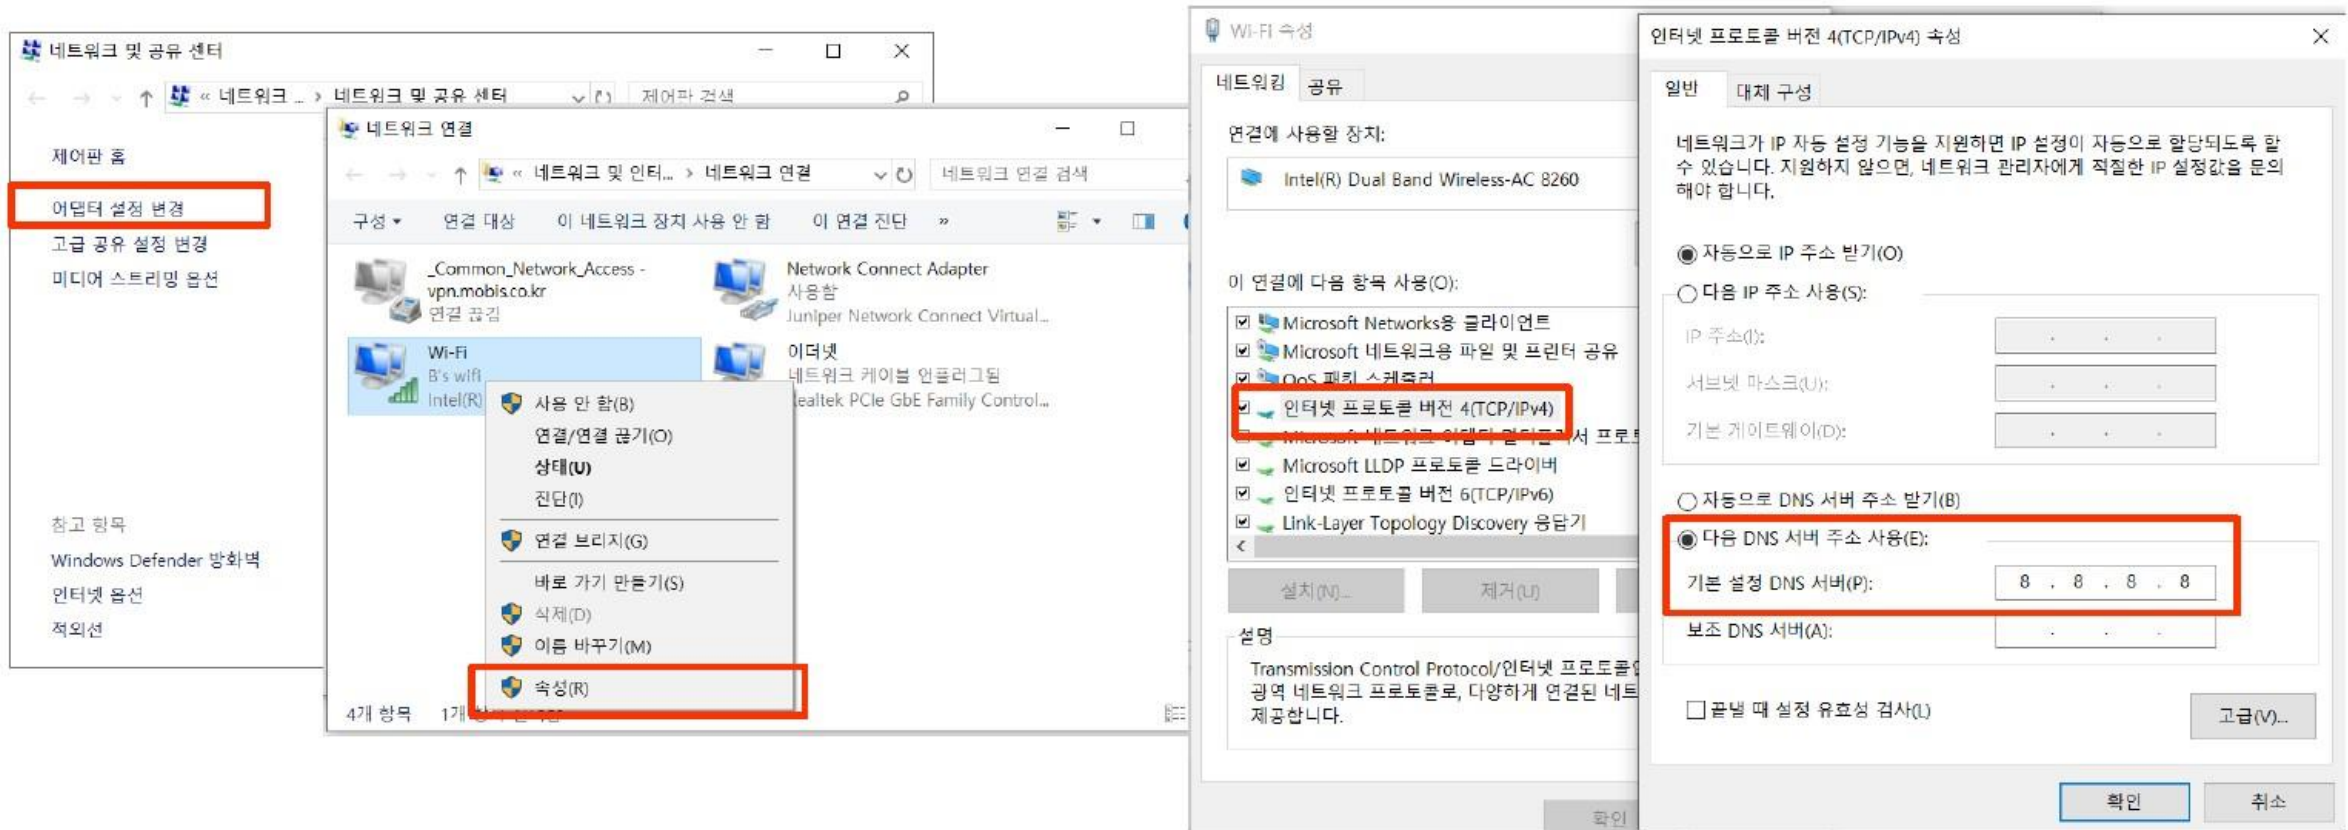 네트워크 및 공유 센터
« 네트워크 ... › 네트워크 및 공유 센터
제어판 검색
제어판 홈
어댑터 설정 변경
고급 공유 설정 변경
미디어 스트리밍 옵션
참고 항목
Windows Defender 방화벽
인터넷 옵션
적외선
네트워크 연결
« 네트워크 및 인터... › 네트워크 연결
네트워크 연결 검색
구성 연결 대상 이 네트워크 장치 사용 안 함 이 연결 진단 »
_Common_Network_Access -
vpn.mobis.co.kr
연결 끊김
Network Connect Adapter
사용함
Juniper Network Connect Virtual...
Wi-Fi
B's wifi
Intel(R)
이더넷
네트워크 케이블 언플러그됨
Realtek PCIe GbE Family Control...
사용 안 함(B)
연결/연결 끊기(O)
상태(U)
진단(I)
연결 브리지(G)
바로 가기 만들기(S)
삭제(D)
이름 바꾸기(M)
속성(R)
4개 항목 1개
Wi-Fi 속성
네트워킹 공유
연결에 사용할 장치:
Intel(R) Dual Band Wireless-AC 8260
이 연결에 다음 항목 사용(O):
Microsoft Networks용 클라이언트
Microsoft 네트워크용 파일 및 프린터 공유
QoS 패킷 스케줄러
인터넷 프로토콜 버전 4(TCP/IPv4)
Microsoft 네트워크 어댑터 멀티플렉서 프로토
Microsoft LLDP 프로토콜 드라이버
인터넷 프로토콜 버전 6(TCP/IPv6)
Link-Layer Topology Discovery 응답기
설치(N)... 제거(U)
설명
Transmission Control Protocol/인터넷 프로토콜
광역 네트워크 프로토콜로, 다양하게 연결된 네트
제공합니다.
확인
인터넷 프로토콜 버전 4(TCP/IPv4) 속성
일반 대체 구성
네트워크가 IP 자동 설정 기능을 지원하면 IP 설정이 자동으로 할당되도록 할
수 있습니다. 지원하지 않으면, 네트워크 관리자에게 적절한 IP 설정값을 문의
해야 합니다.
자동으로 IP 주소 받기(O)
다음 IP 주소 사용(S):
IP 주소(I):
서브넷 마스크(U):
기본 게이트웨이(D):
자동으로 DNS 서버 주소 받기(B)
다음 DNS 서버 주소 사용(E):
기본 설정 DNS 서버(P): 8 . 8 . 8 . 8
보조 DNS 서버(A):
끝낼 때 설정 유효성 검사(L)
고급(V)...
확인 취소